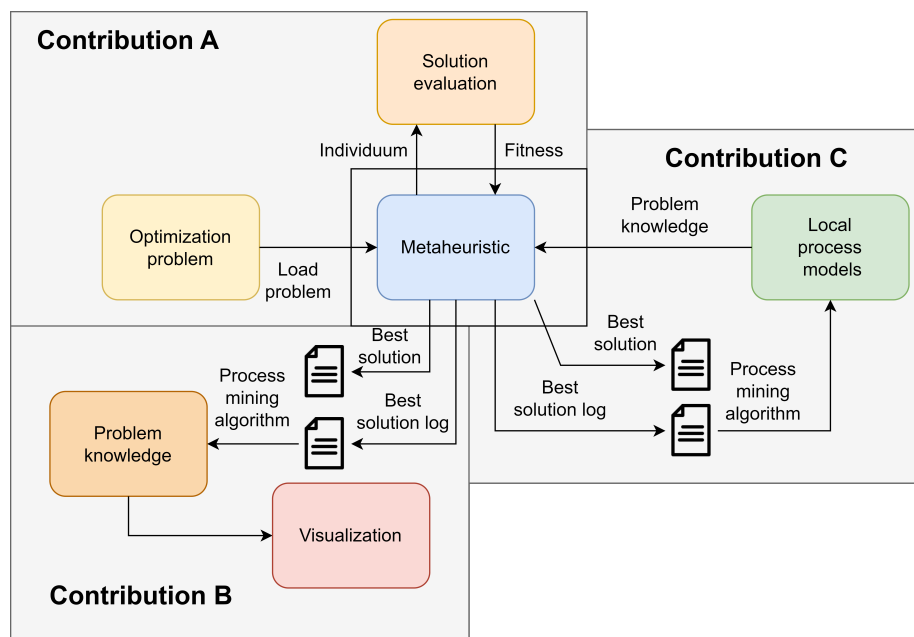 Contribution A
Solution
evaluation
Individuum
Fitness
Contribution C
Optimization
problem
Load
problem
Metaheuristic
Problem
knowledge
Local
process
models
Best
solution
Process
mining
algorithm
Best
solution log
Best
solution
Best
solution log
Process
mining
algorithm
Problem
knowledge
Visualization
Contribution B